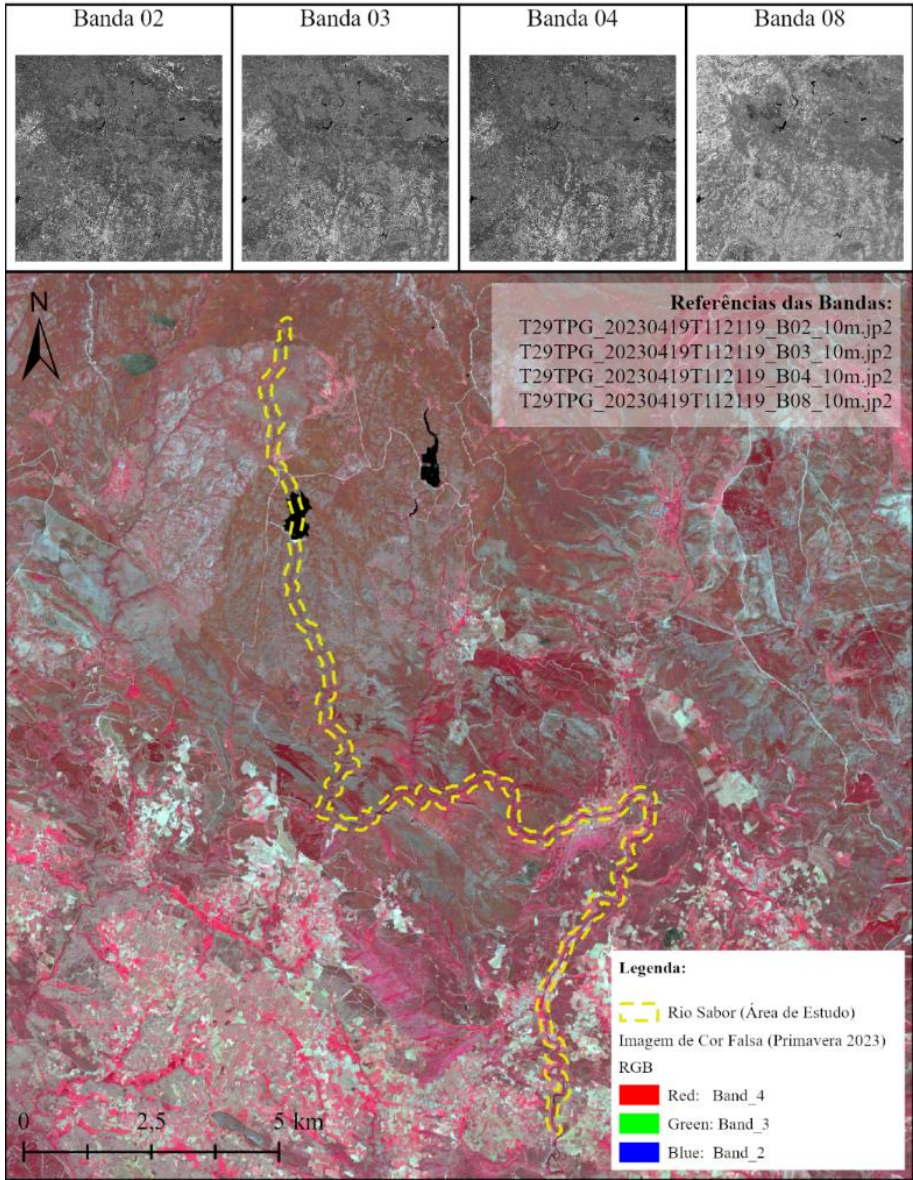 Banda 02
Banda 03
Banda 04
Banda 08
N
Referências das Bandas:
T29TPG_20230419T112119_B02_10m.jp2
T29TPG_20230419T112119_B03_10m.jp2
T29TPG_20230419T112119_B04_10m.jp2
T29TPG_20230419T112119_B08_10m.jp2
Legenda:
Rio Sabor (Área de Estudo)
Imagem de Cor Falsa (Primavera 2023)
RGB
Red: Band_4
Green: Band_3
Blue: Band_2
0 2,5 5 km